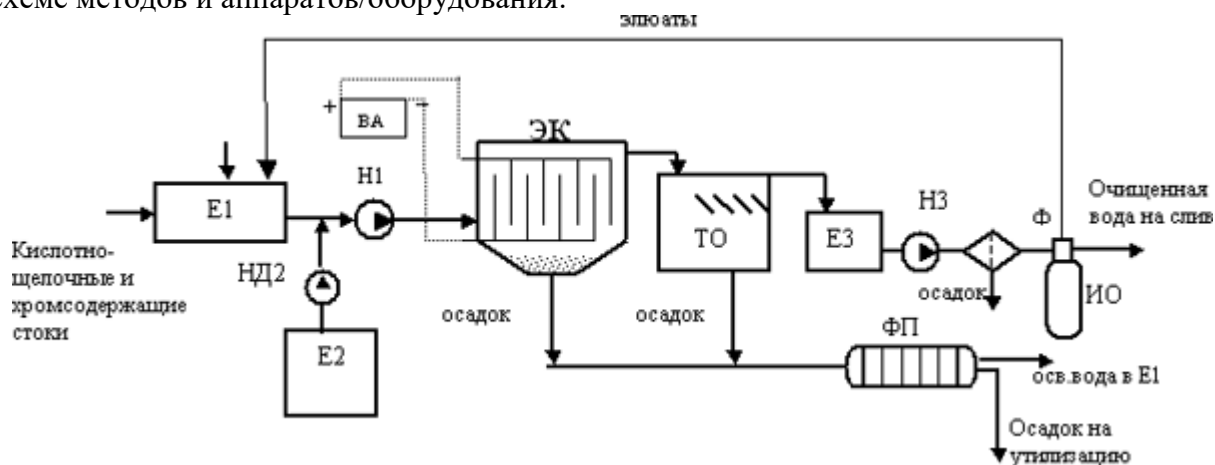 схеме методов и аппаратов/оборудования.
элюаты
+
ВА
-
ЭК
Н1
Е1
НД2
Е2
Кислотно-
щелочные и
хромсодержащие
стоки
осадок
ТО
осадок
Е3
Н3
осадок
Ф
Очищенная
вода на слив
ИО
ФП
осв.вода в Е1
Осадок на
утилизацию